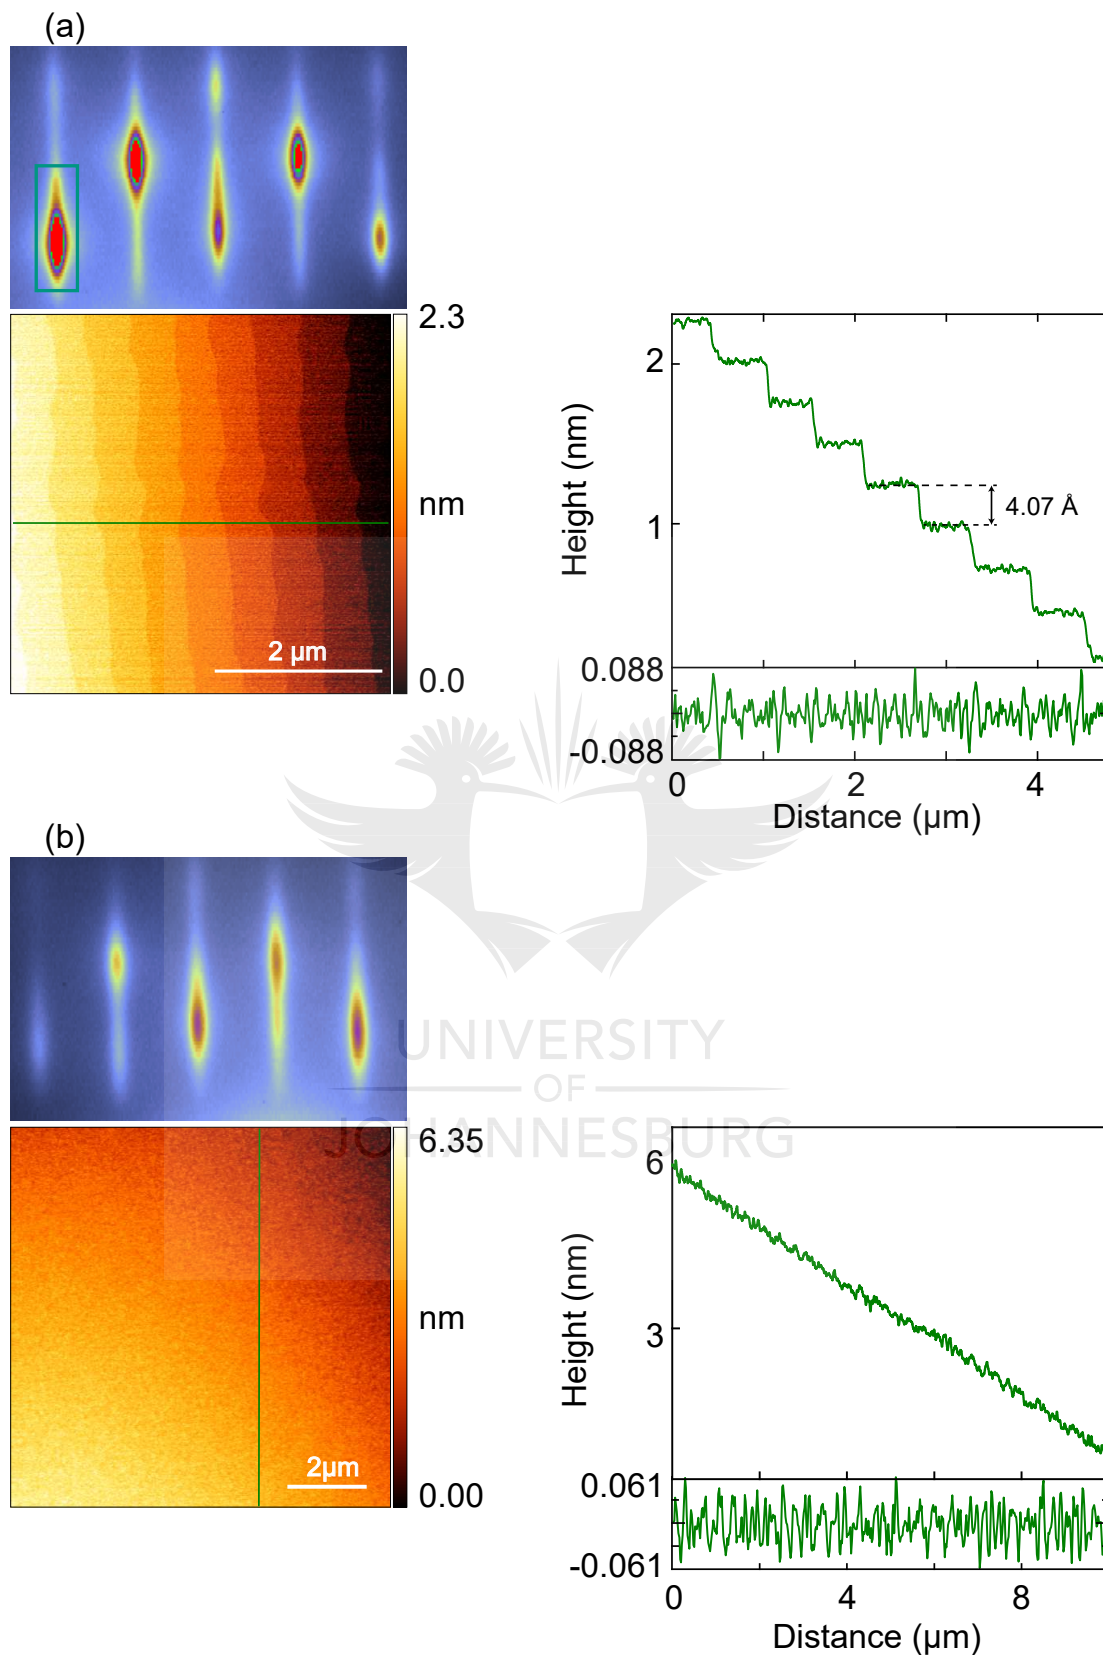 (a)
2.3
nm
0.0
2 µm
Height (nm)
2
1
4.07 Å
0.088
-0.088
0
2
4
Distance (µm)
(b)
6.35
nm
0.00
2µm
Height (nm)
6
3
0.061
-0.061
0
4
8
Distance (µm)
UNIVERSITY
OF
JOHANNESBURG